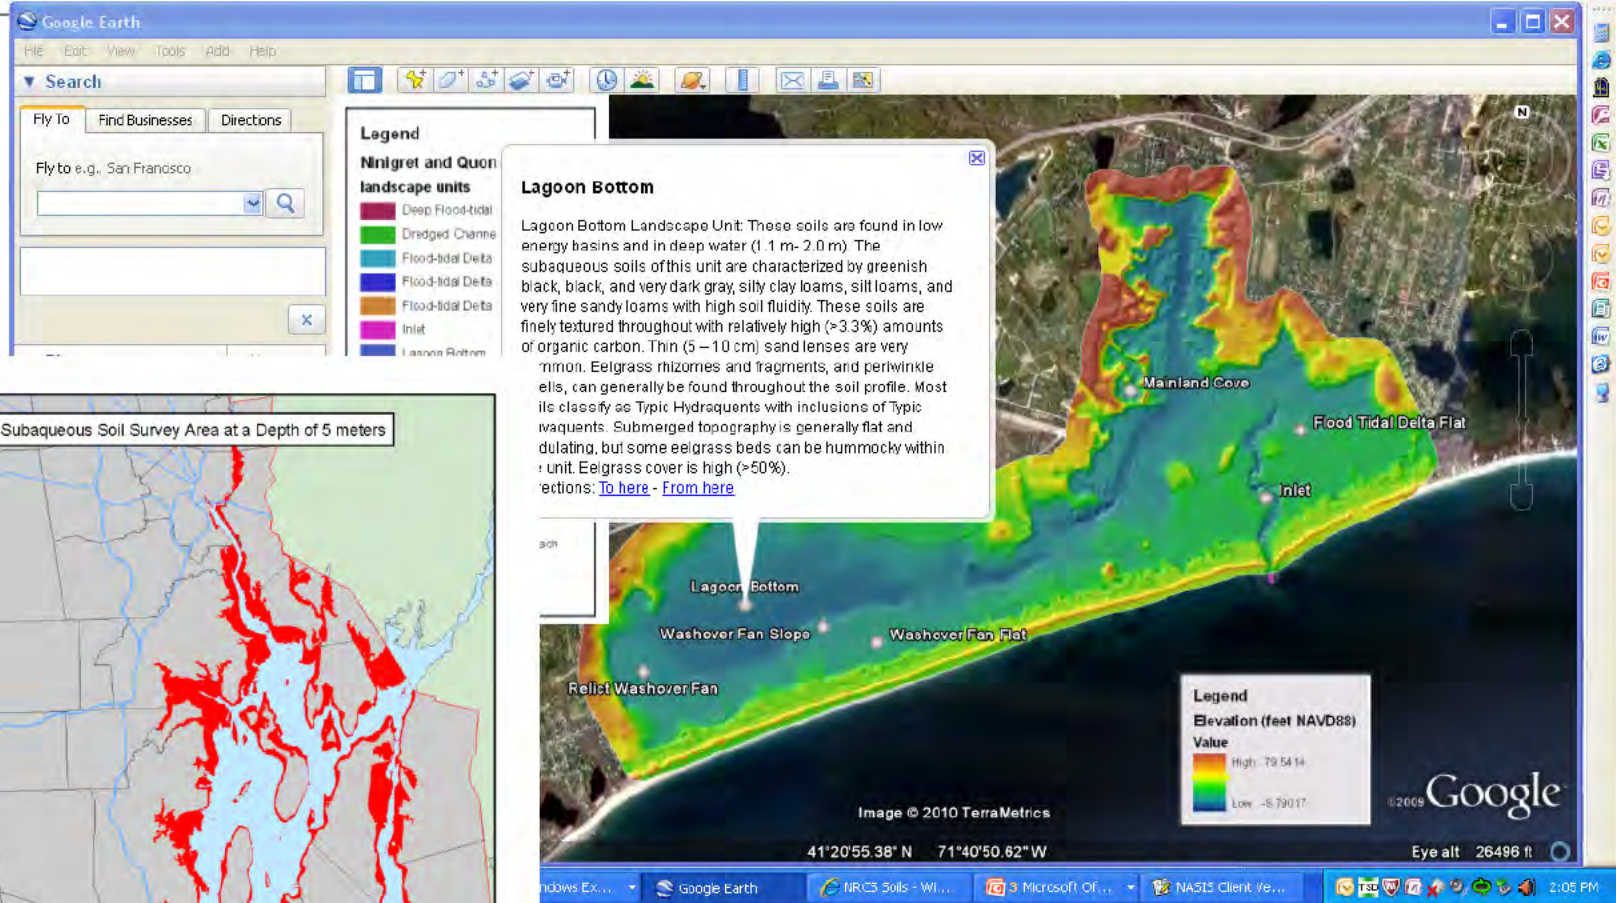 Google Earth
File Edit View Tools Add Help
Search
Fly To Find Businesses Directions
Fly to e.g., San Francisco
Legend
Ninigret and Quon
landscape units
Deep Flood-tidal
Dredged Channe
Flood-tidal Delta
Flood-tidal Delta
Flood-tidal Delta
Inlet
Lagoon Bottom
Lagoon Bottom
Lagoon Bottom Landscape Unit: These soils are found in low
energy basins and in deep water (1.1 m- 2.0 m). The
subaqueous soils of this unit are characterized by greenish
black, black, and very dark gray, silty clay loams, silt loams, and
very fine sandy loams with high soil fluidity. These soils are
finely textured throughout with relatively high (>3.3%) amounts
of organic carbon. Thin (5 – 10 cm) sand lenses are very
mmon. Eelgrass rhizomes and fragments, and periwinkle
ells, can generally be found throughout the soil profile. Most
ils classify as Typic Hydraquents with inclusions of Typic
vaquents. Submerged topography is generally flat and
dulating, but some eelgrass beds can be hummocky within
unit. Eelgrass cover is high (>50%).
rections: To here - From here
ach
Subaqueous Soil Survey Area at a Depth of 5 meters
N
Mainland Cove
Flood Tidal Delta Flat
Inlet
Lagoon Bottom
Washover Fan Slope
Washover Fan Flat
Relict Washover Fan
Legend
Elevation (feet NAVD88)
Value
High: 79.5414
Low: -8.79017
Image © 2010 TerraMetrics
©2009 Google
41°20'55.38" N 71°40'50.62" W
Eye alt 26496 ft
ndows Ex... Google Earth NRCS Soils - Wi... 3 Microsoft Of... NASIS Client Ve... 2:05 PM